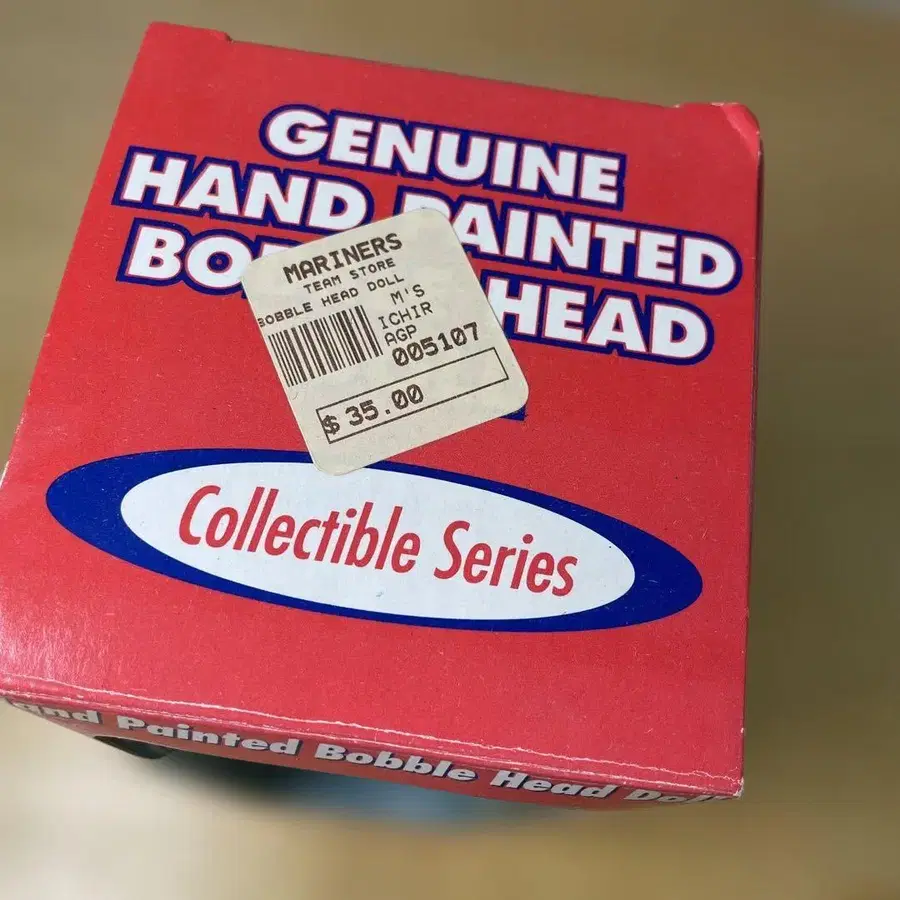 GENUINE
HAND PAINTED
HEAD
MARINERS
TEAM STORE
BOBBLE HEAD DOLL
M'S
ICHIR
AGP
005107
$ 35.00
Collectible Series
Painted Bobble Head Doll